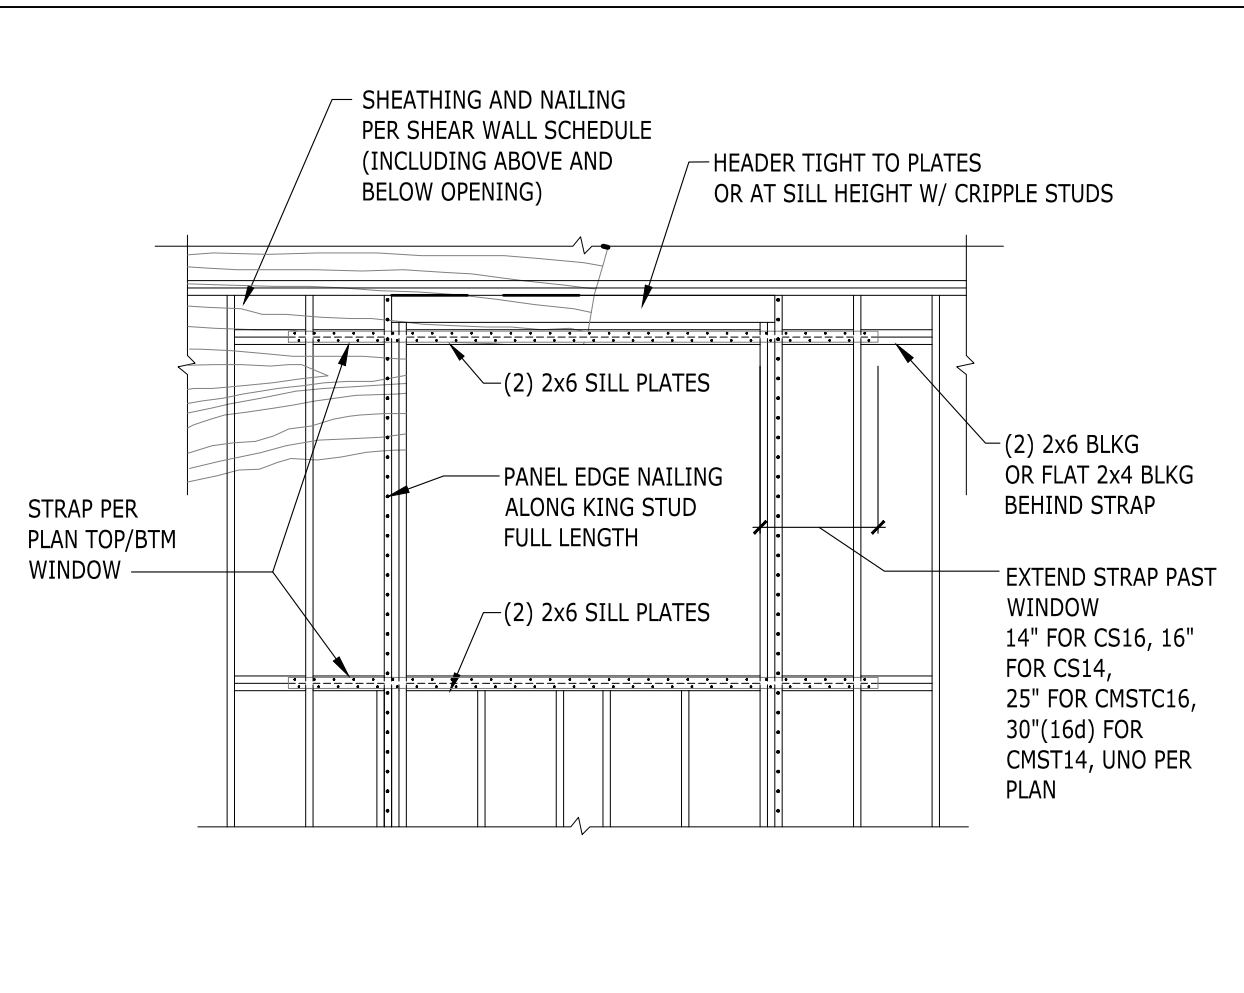 SHEATHING AND NAILING
PER SHEAR WALL SCHEDULE
(INCLUDING ABOVE AND
BELOW OPENING)
HEADER TIGHT TO PLATES
OR AT SILL HEIGHT W/ CRIPPLE STUDS
(2) 2x6 SILL PLATES
(2) 2x6 BLKG
OR FLAT 2x4 BLKG
BEHIND STRAP
PANEL EDGE NAILING
ALONG KING STUD
FULL LENGTH
STRAP PER
PLAN TOP/BTM
WINDOW
(2) 2x6 SILL PLATES
EXTEND STRAP PAST
WINDOW
14" FOR CS16, 16"
FOR CS14,
25" FOR CMSTC16,
30"(16d) FOR
CMST14, UNO PER
PLAN